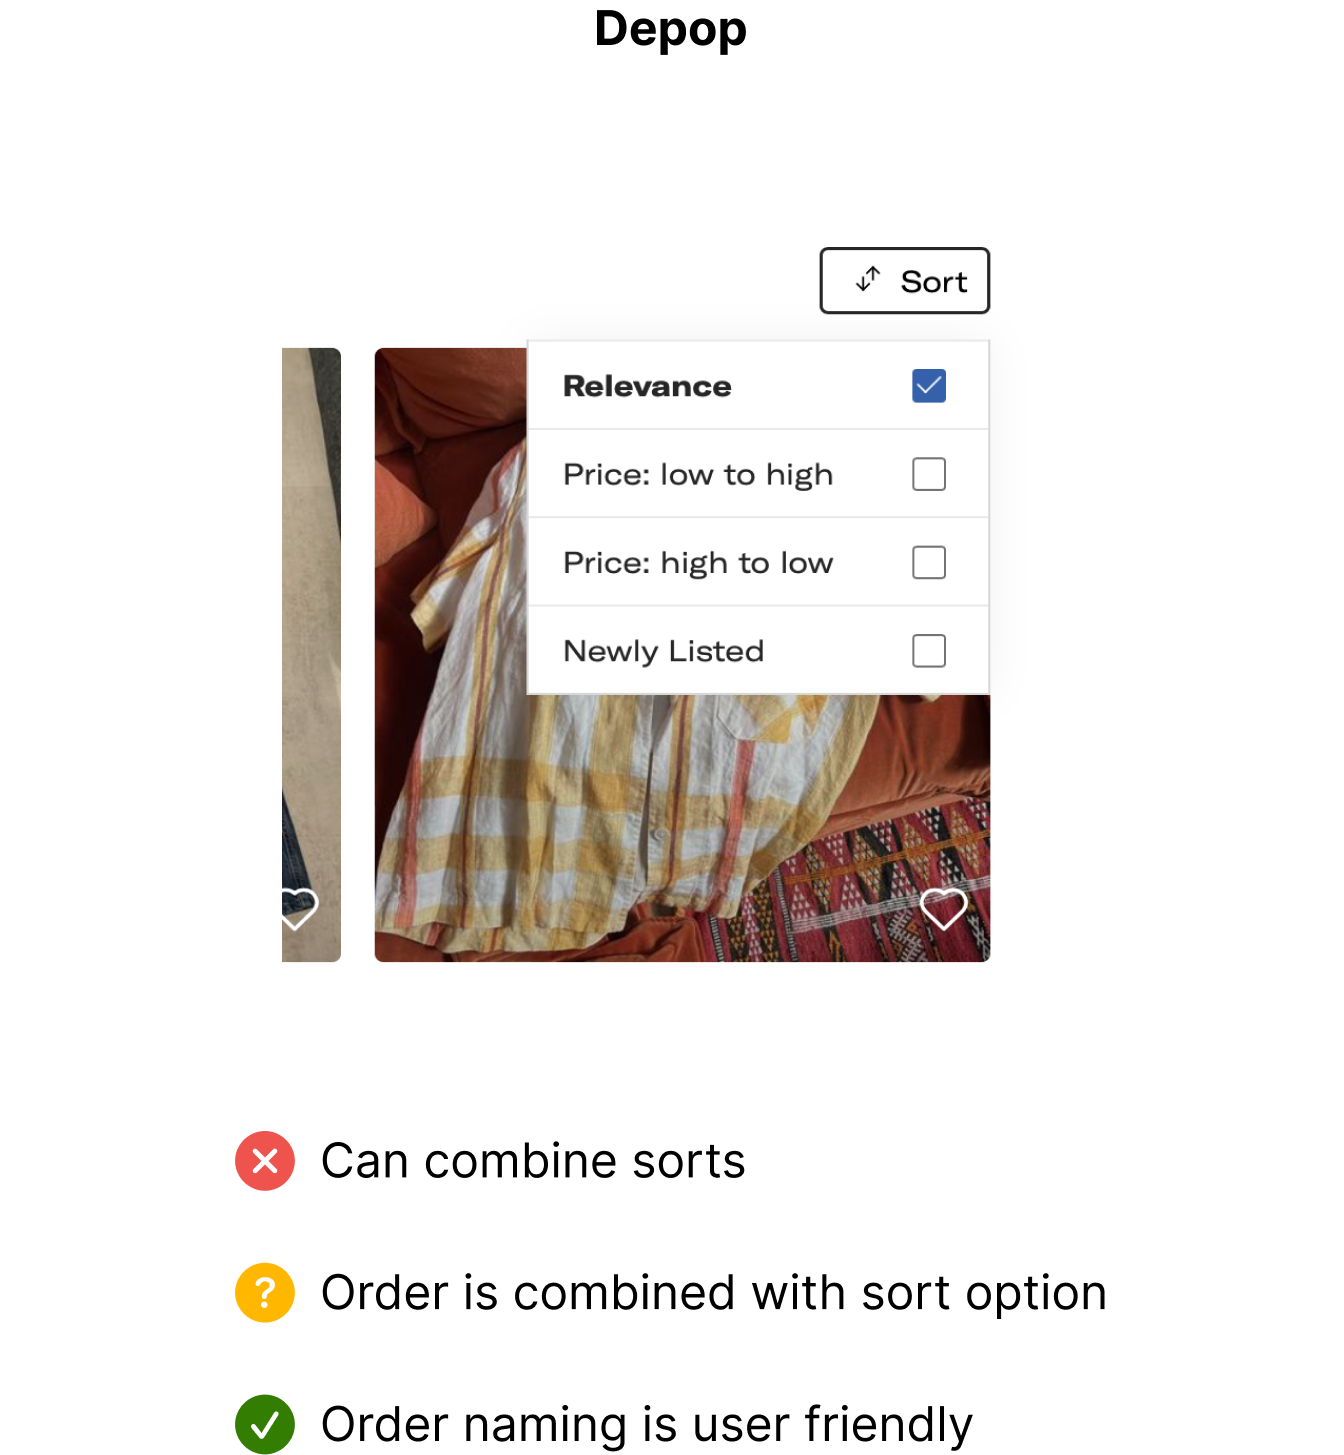 Depop
Sort
Relevance
Price: low to high
Price: high to low
Newly Listed
Can combine sorts
? Order is combined with sort option
Order naming is user friendly